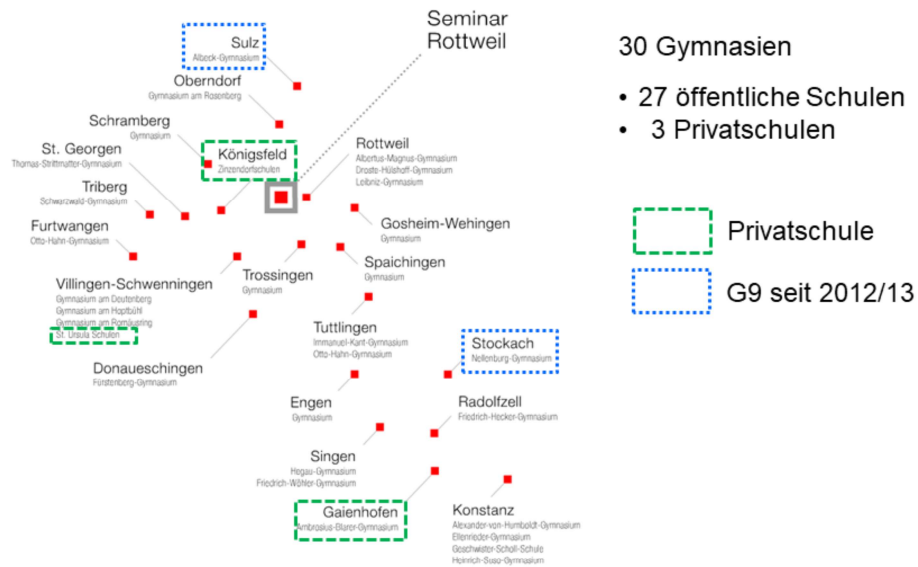 Seminar
Rottweil
Sulz
Albeck-Gymnasium
Oberndorf
Gymnasium am Rosenberg
Schramberg
Gymnasium
St. Georgen
Thomas-Strittmatter-Gymnasium
Königsfeld
Zinzendorfschulen
Rottweil
Albertus-Magnus-Gymnasium
Droste-Hülshoff-Gymnasium
Leibniz-Gymnasium
Triberg
Schwarzwald-Gymnasium
Furtwangen
Otto-Hahn-Gymnasium
Gosheim-Wehingen
Gymnasium
Spaichingen
Gymnasium
Trossingen
Gymnasium
Villingen-Schwenningen
Gymnasium am Deutenberg
Gymnasium am Hoptbühl
Gymnasium am Romäusring
St. Ursula Schulen
Tuttlingen
Immanuel-Kant-Gymnasium
Otto-Hahn-Gymnasium
Donaueschingen
Fürstenberg-Gymnasium
Stockach
Nellenburg-Gymnasium
Engen
Gymnasium
Radolfzell
Friedrich-Hecker-Gymnasium
Singen
Hegau-Gymnasium
Friedrich-Wöhler-Gymnasium
Gaienhofen
Ambrosius-Blarer-Gymnasium
Konstanz
Alexander-von-Humboldt-Gymnasium
Ellenrieder-Gymnasium
Geschwister-Scholl-Schule
Heinrich-Suso-Gymnasium
30 Gymnasien
• 27 öffentliche Schulen
• 3 Privatschulen
Privatschule
G9 seit 2012/13